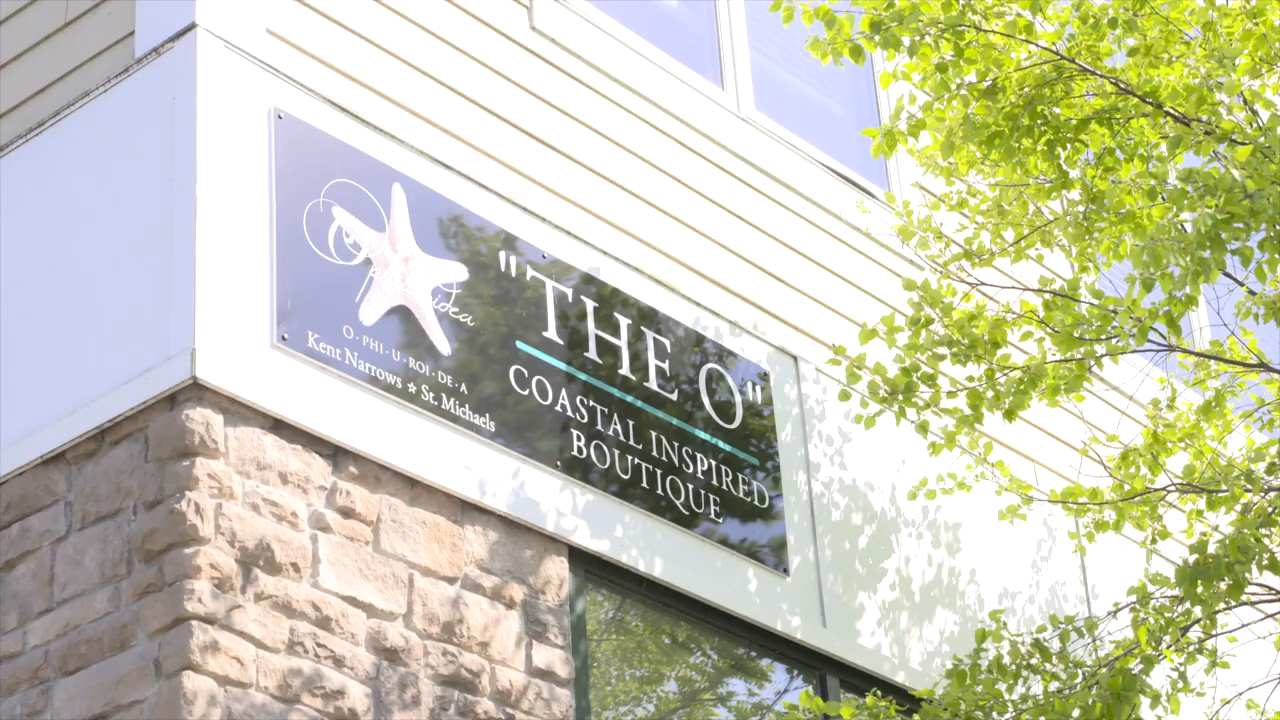 O·PHI·U·ROI·DE·A
Kent Narrows ☆ St. Michaels
"THE O"
COASTAL INSPIRED
BOUTIQUE